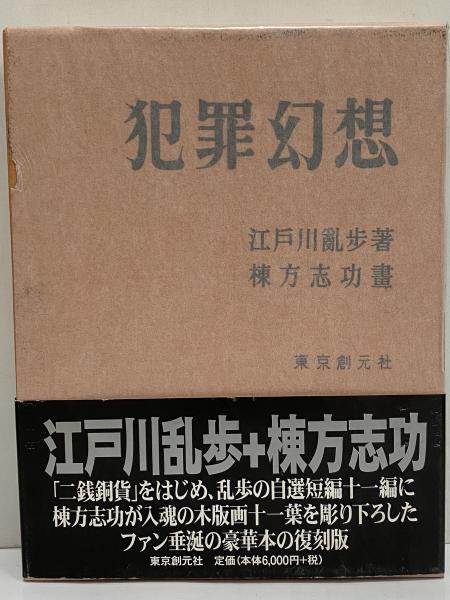 犯罪幻想
江戶川亂歩著
棟方志功畫
東京創元社
江戸川乱歩+棟方志功
「二銭銅貨」をはじめ、乱歩の自選短編十一編に
棟方志功が入魂の木版画十一葉を彫り下ろした
ファン垂涎の豪華本の復刻版
東京創元社 定価(本体6,000円+税)